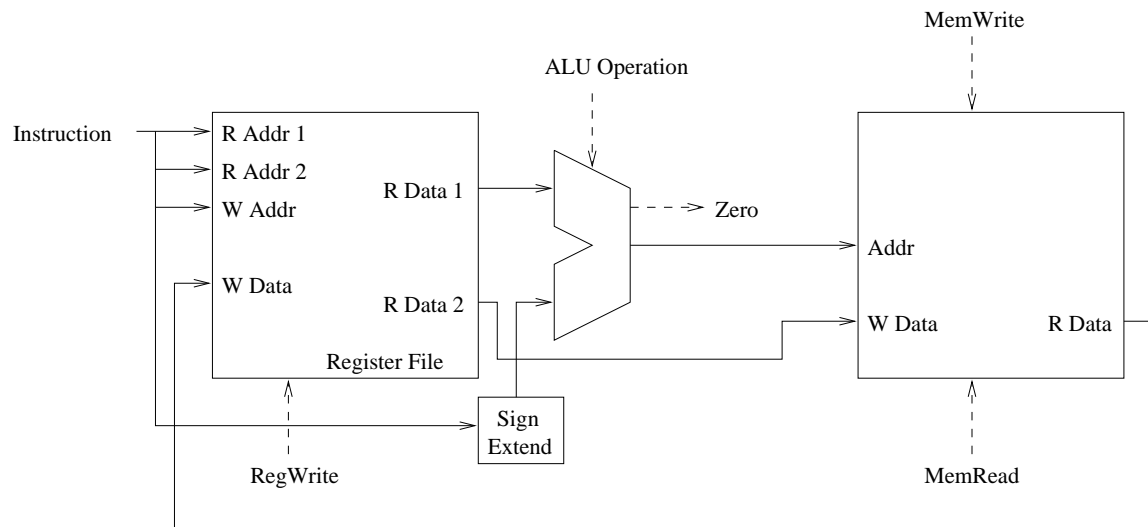 MemWrite
ALU Operation
Instruction
R Addr 1
R Addr 2
W Addr
W Data
R Data 1
R Data 2
Register File
Zero
Addr
W Data
R Data
Sign
Extend
RegWrite
MemRead